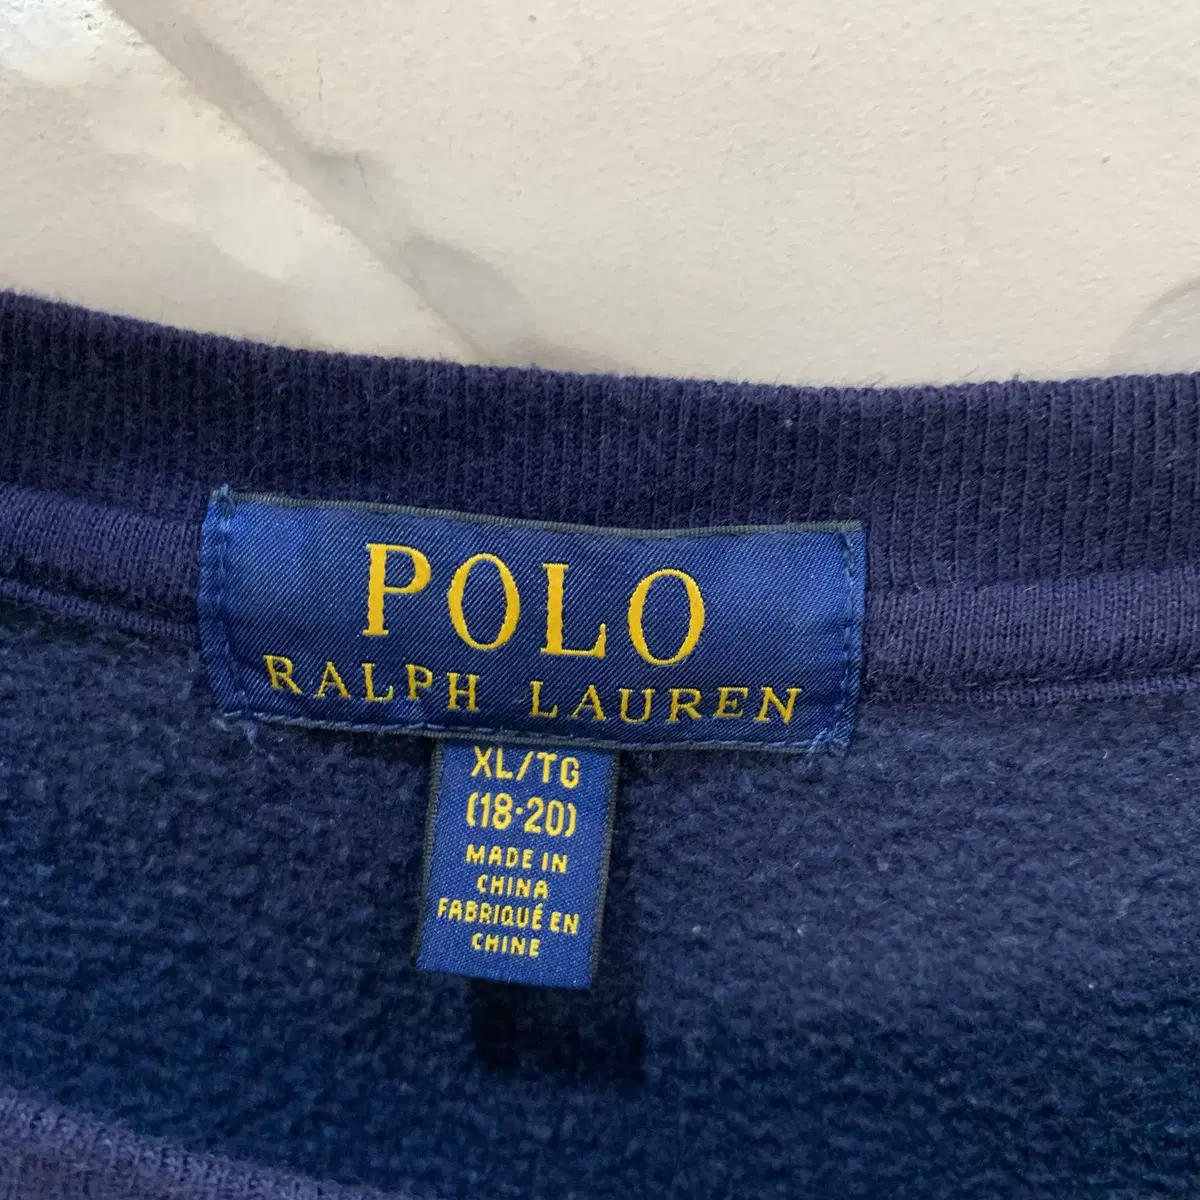 POLO
RALPH LAUREN
XL/TG
(18-20)
MADE IN
CHINA
FABRIQUÉ EN
CHINE